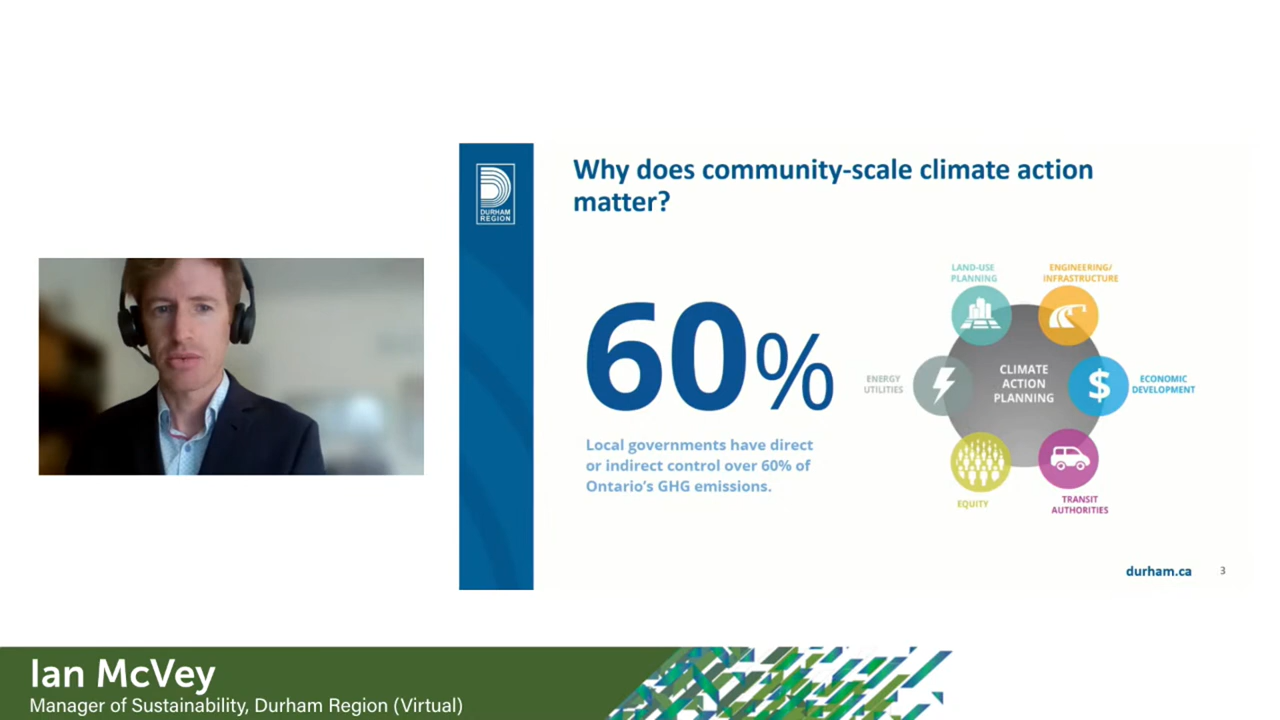 DURHAM
REGION
Why does community-scale climate action
matter?
60%
Local governments have direct
or indirect control over 60% of
Ontario's GHG emissions.
LAND-USE
PLANNING
ENGINEERING/
INFRASTRUCTURE
ENERGY
UTILITIES
CLIMATE
ACTION
PLANNING
$
ECONOMIC
DEVELOPMENT
EQUITY
TRANSIT
AUTHORITIES
durham.ca 3
Ian McVey
Manager of Sustainability, Durham Region (Virtual)